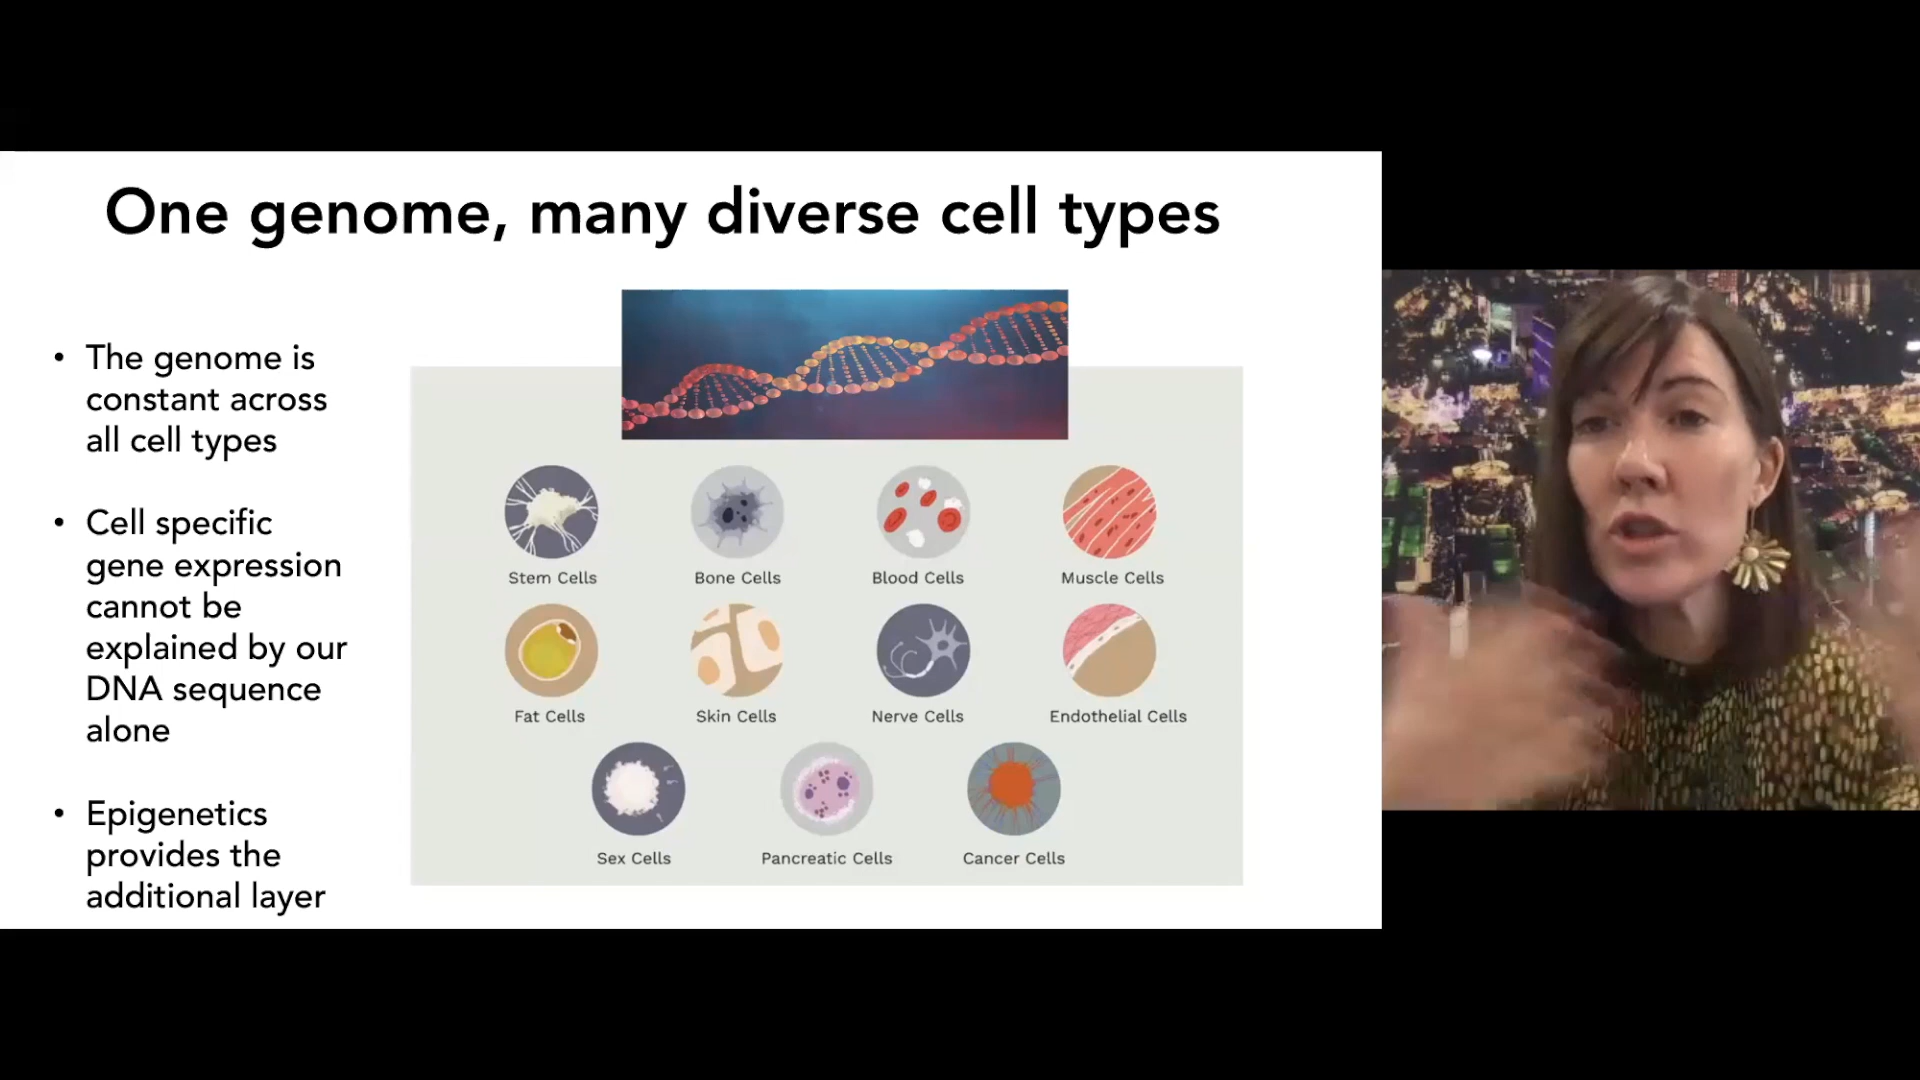 One genome, many diverse cell types
• The genome is
constant across
all cell types
• Cell specific
gene expression
cannot be
explained by our
DNA sequence
alone
• Epigenetics
provides the
additional layer
Stem Cells
Bone Cells
Blood Cells
Muscle Cells
Fat Cells
Skin Cells
Nerve Cells
Endothelial Cells
Sex Cells
Pancreatic Cells
Cancer Cells